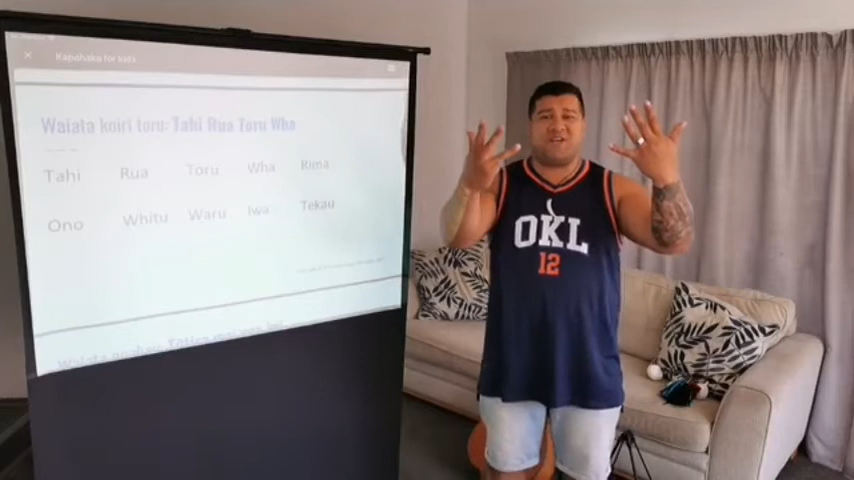 Kapahaka for kids
Waiata koiri toru: Tahi Rua Toru Wha
Tahi Rua Toru Wha Rima
Ono Whitu Waru Iwa Tekau
OKL
12